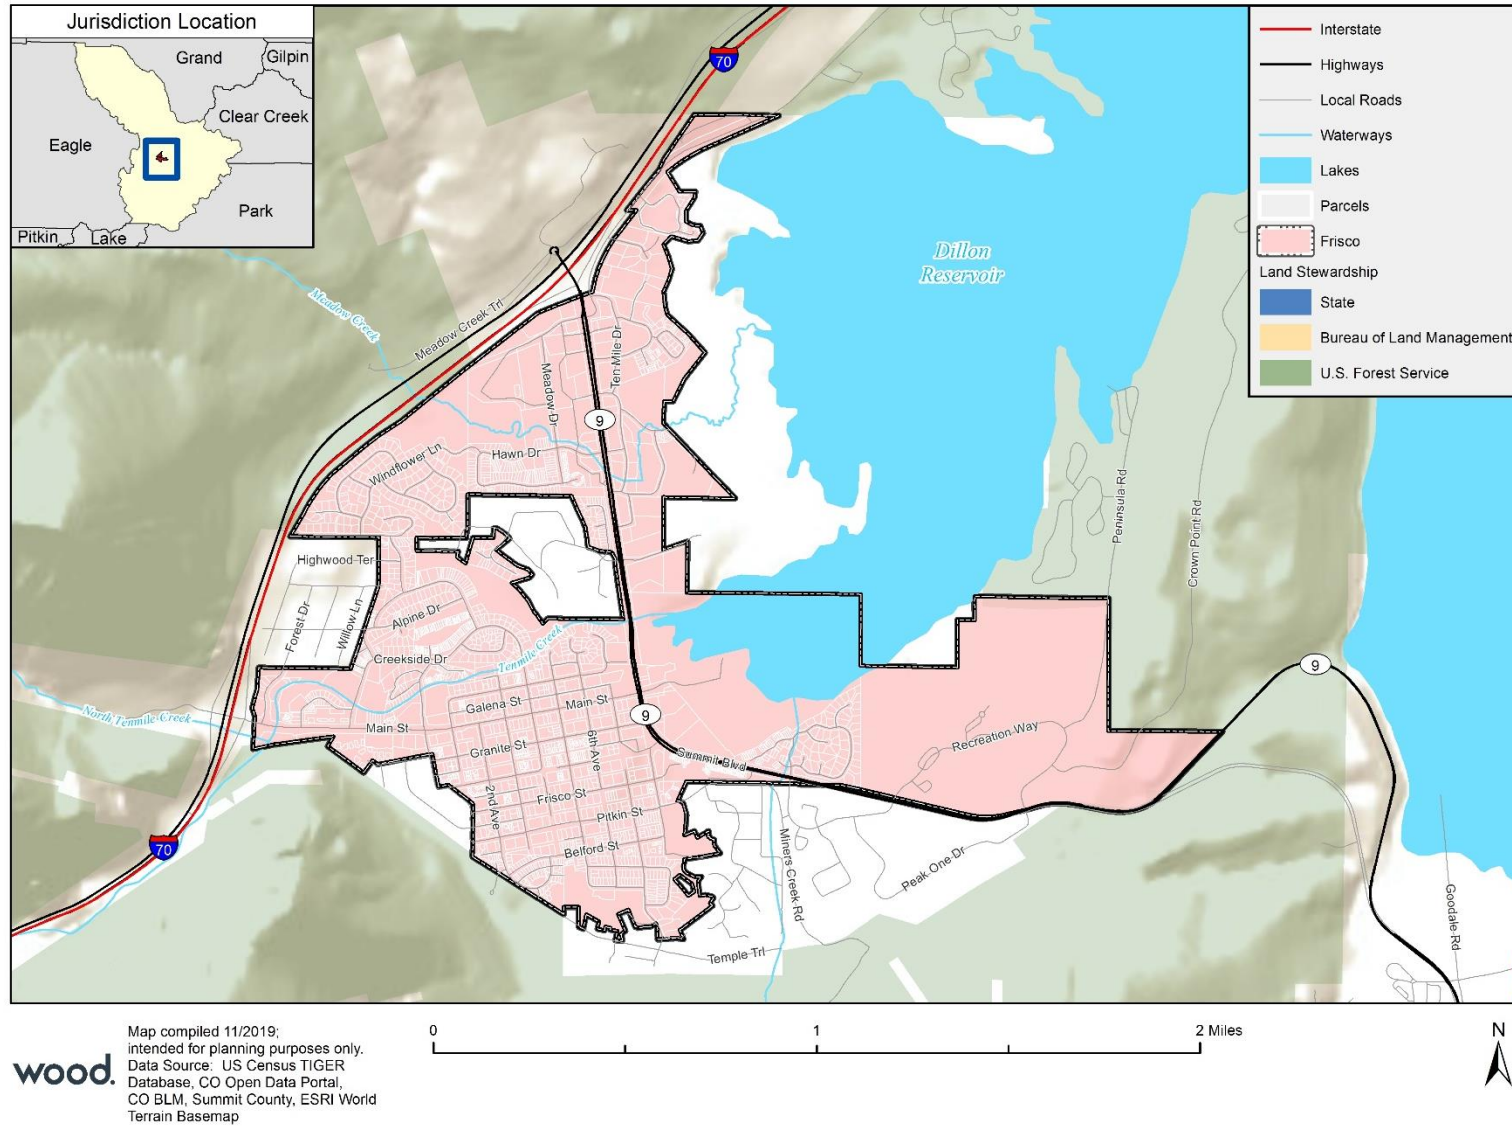 Jurisdiction Location
Grand
Gilpin
Clear Creek
Eagle
Park
Pitkin
Lake
70
Interstate
Highways
Local Roads
Waterways
Lakes
Parcels
Frisco
Land Stewardship
State
Bureau of Land Management
U.S. Forest Service
Dillon
Reservoir
Meadow Creek
Meadow Creek Trl
Ten Mile Dr
Meadow Dr
9
Hawn Dr
Windflower Ln
Peninsula Rd
Crown Point Rd
Highwood Ter
Forest Dr
Willow Ln
Alpine Dr
Creekside Dr
Tenmile Creek
9
North Tenmile Creek
Main St
Galena St
Main St
9
Granite St
6th Ave
Summit Blvd
Recreation Way
2nd Ave
Frisco St
Pitkin St
Belford St
70
Miners Creek Rd
Peak One Dr
Goodale Rd
Temple Trl
wood.
Map compiled 11/2019;
intended for planning purposes only.
Data Source: US Census TIGER
Database, CO Open Data Portal,
CO BLM, Summit County, ESRI World
Terrain Basemap
0
1
2 Miles
N